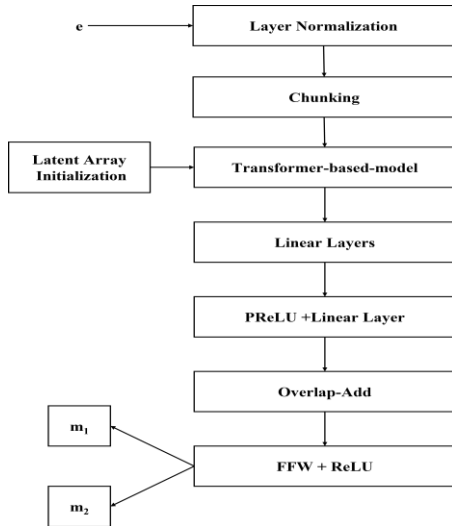 e
Layer Normalization
Chunking
Latent Array
Initialization
Transformer-based-model
Linear Layers
PReLU +Linear Layer
Overlap-Add
m₁
FFW + ReLU
m₂